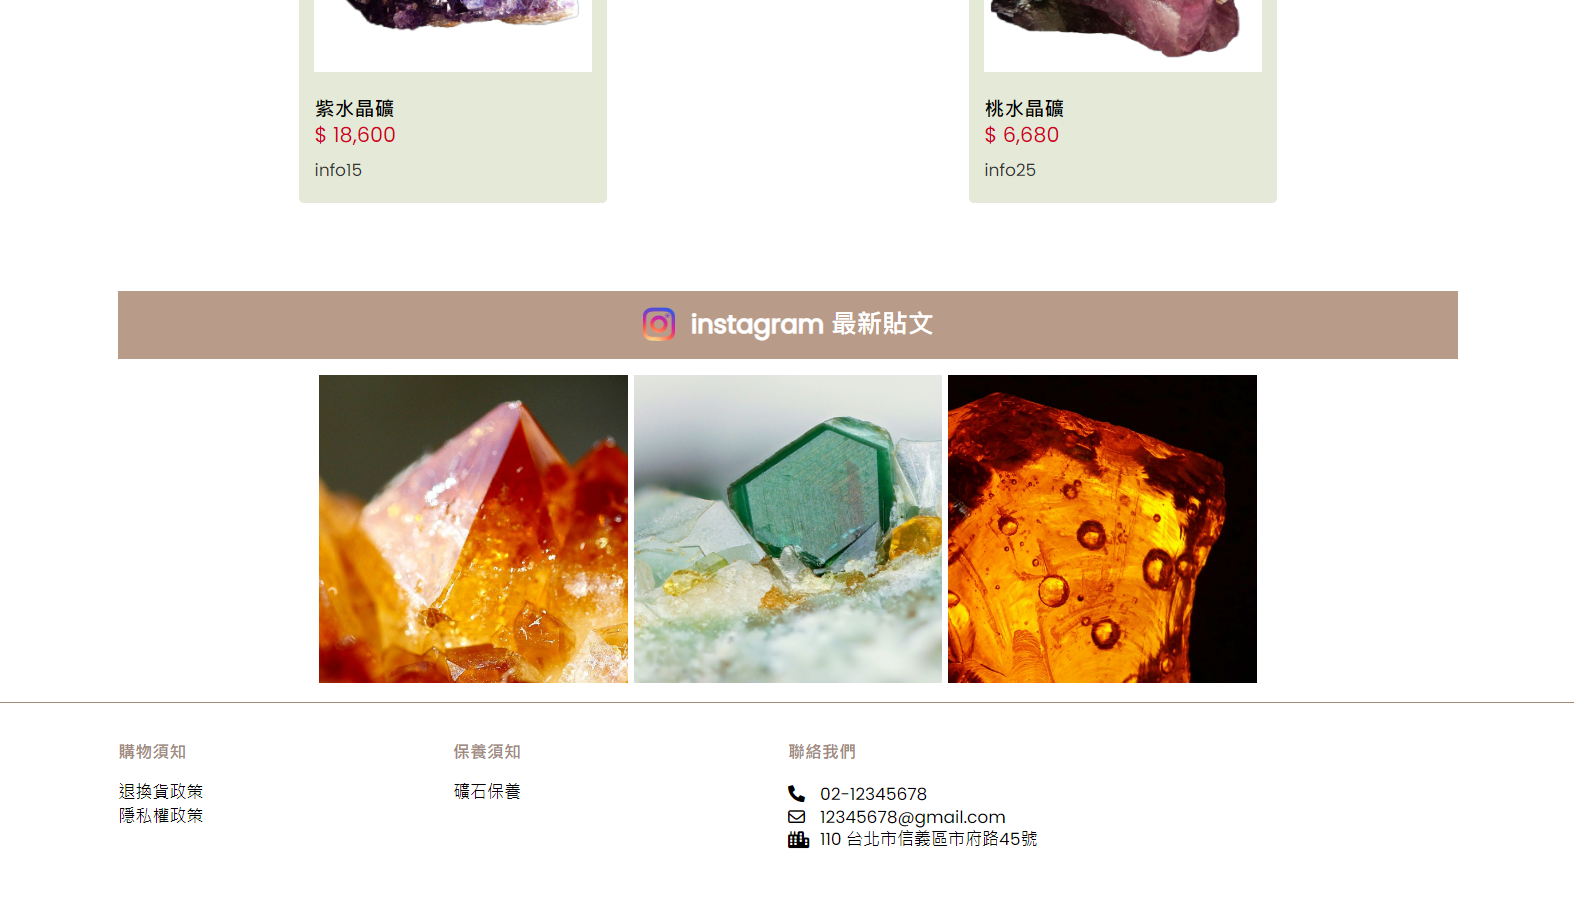 紫水晶礦
$ 18,600
info15
桃水晶礦
$ 6,680
info25
instagram 最新貼文
購物須知
退換貨政策
隱私權政策
保養須知
礦石保養
聯絡我們
02-12345678
12345678@gmail.com
110 台北市信義區市府路45號